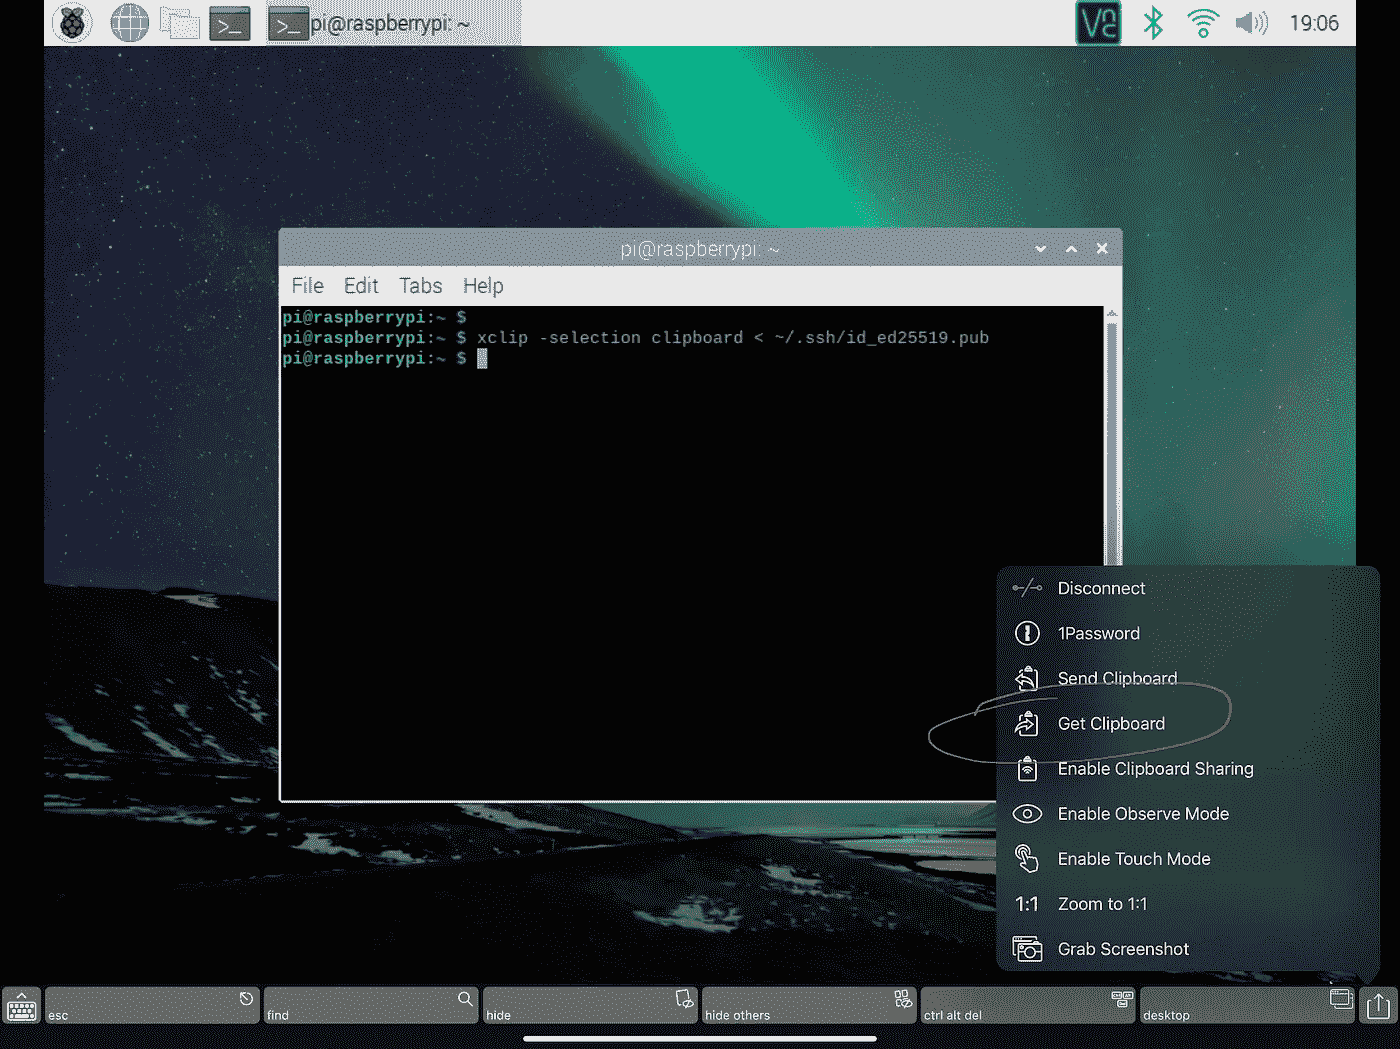 pi@raspberrypi: ~
VNC
19:06
pi@raspberrypi: ~
File Edit Tabs Help
pi@raspberrypi:~ $
pi@raspberrypi:~ $ xclip -selection clipboard < ~/.ssh/id_ed25519.pub
pi@raspberrypi:~ $
Disconnect
1Password
Send Clipboard
Get Clipboard
Enable Clipboard Sharing
Enable Observe Mode
Enable Touch Mode
1:1 Zoom to 1:1
Grab Screenshot
esc
find
hide
hide others
ctrl alt del
desktop